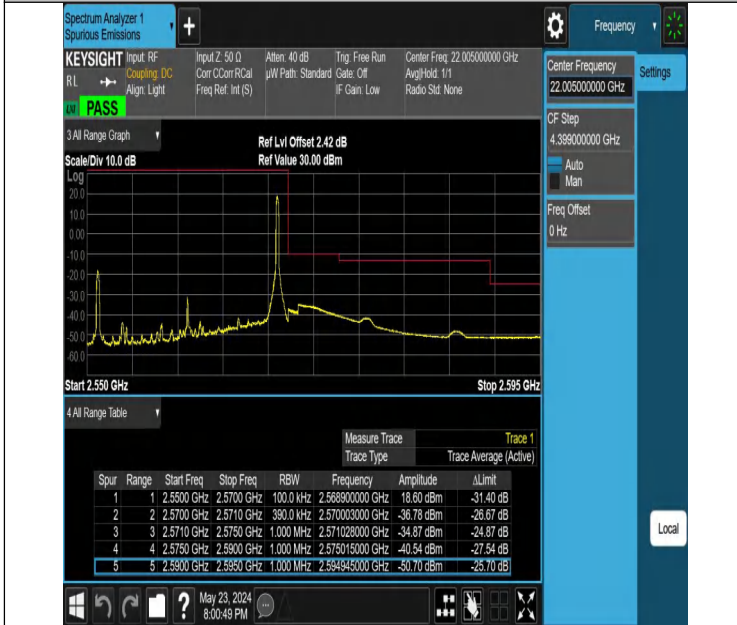 Spectrum Analyzer 1
Spurious Emissions
+
Frequency
KEYSIGHT
RL
PASS
Input: RF
Coupling: DC
Align: Light
Input Z: 50 Ω
Corr CCorr RCal
Freq Ref: Int (S)
Atten: 40 dB
µW Path: Standard
Trig: Free Run
Gate: Off
IF Gain: Low
Center Freq: 22.005000000 GHz
Avg|Hold: 1/1
Radio Std: None
Center Frequency
22.005000000 GHz
Settings
CF Step
4.399000000 GHz
Auto
Man
Freq Offset
0 Hz
3 All Range Graph
Scale/Div 10.0 dB
Ref Lvl Offset 2.42 dB
Ref Value 30.00 dBm
Log
20.0
10.0
0.00
-10.0
-20.0
-30.0
-40.0
-50.0
-60.0
Start 2.550 GHz
Stop 2.595 GHz
4 All Range Table
Measure Trace Trace 1
Trace Type Trace Average (Active)
Spur Range Start Freq Stop Freq RBW Frequency Amplitude ΔLimit
1 1 2.5500 GHz 2.5700 GHz 100.0 kHz 2.568900000 GHz 18.60 dBm -31.40 dB
2 2 2.5700 GHz 2.5710 GHz 390.0 kHz 2.570003000 GHz -36.78 dBm -26.67 dB
3 3 2.5710 GHz 2.5750 GHz 1.000 MHz 2.571028000 GHz -34.87 dBm -24.87 dB
4 4 2.5750 GHz 2.5900 GHz 1.000 MHz 2.575015000 GHz -40.54 dBm -27.54 dB
5 5 2.5900 GHz 2.5950 GHz 1.000 MHz 2.594945000 GHz -50.70 dBm -25.70 dB
Local
?
May 23, 2024
8:00:49 PM